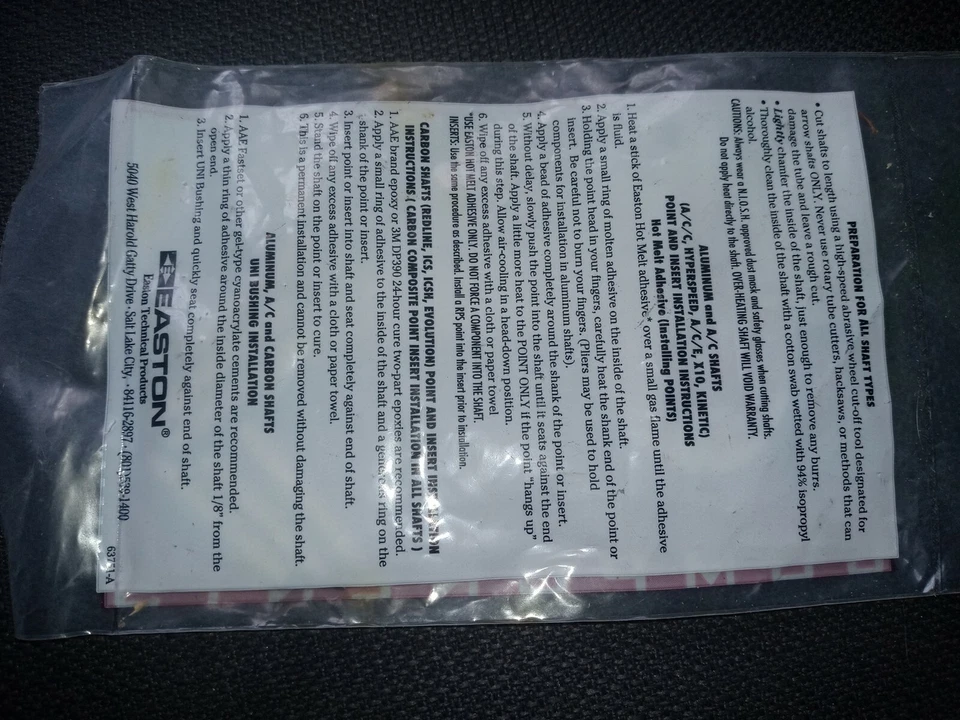 PREPARATION FOR ALL SHAFT TYPES
• Cut shafts to length using a high-speed abrasive wheel cut-off tool designated for
arrow shafts ONLY. Never use rotary tube cutters, hacksaws, or methods that can
damage the tube and leave a rough cut.
• Lightly chamfer the inside of the shaft, just enough to remove any burrs.
• Thoroughly clean the inside of the shaft with a cotton swab wetted with 94% isopropyl
alcohol.
CAUTIONS: Always wear a N.I.O.S.H. approved dust mask and safety glasses when cutting shafts.
Do not apply heat directly to the shaft. OVER-HEATING SHAFT WILL VOID WARRANTY.
ALUMINUM and A/C SHAFTS
(A/C/C, HYPERSPEED, A/C/E, X10, KINETIC)
POINT AND INSERT INSTALLATION INSTRUCTIONS
Hot Melt Adhesive (Installing POINTS)
1. Heat a stick of Easton Hot Melt adhesive* over a small gas flame until the adhesive
is fluid.
2. Apply a small ring of molten adhesive on the inside of the shaft.
3. Holding the point head in your fingers, carefully heat the shank end of the point or
insert. Be careful not to burn your fingers. (Pliers may be used to hold
components for installation in aluminum shafts).
4. Apply a bead of adhesive completely around the shank of the point or insert.
5. Without delay, slowly push the point into the shaft until it seats against the end
of the shaft. Apply a little more heat to the POINT ONLY if the point "hangs up"
during this step. Allow air-cooling in a head-down position.
6. Wipe off any excess adhesive with a cloth or paper towel
*USE EASTON HOT MELT ADHESIVE ONLY. DO NOT FORCE A COMPONENT INTO THE SHAFT.
INSERTS: Use the same procedure as described. Install a RPS point into the insert prior to installation.
CARBON SHAFTS (REDLINE, ICS, ICSH, EVOLUTION) POINT AND INSERT INSTALLATION
INSTRUCTIONS ( CARBON COMPOSITE POINT INSTALLATION IN ALL SHAFTS )
1. AAE brand epoxy or 3M DP990 24-hour cure two-part epoxies are recommended.
2. Apply a small ring of adhesive to the inside of the shaft and a generous ring on the
shank of the point or insert.
3. Insert point or insert into shaft and seat completely against end of shaft.
4. Wipe off any excess adhesive with a cloth or paper towel.
5. Stand the shaft on the point or insert to cure.
6. This is a permanent installation and cannot be removed without damaging the shaft.
ALUMINUM, A/C and CARBON SHAFTS
UNI BUSHING INSTALLATION
1. AAE Fastset or other gel-type cyanoacrylate cements are recommended.
2. Apply a thin ring of adhesive around the inside diameter of the shaft 1/8" from the
open end.
3. Insert UNI Bushing and quickly seat completely against end of shaft.
EASTON®
Easton Technical Products
5040 West Harold Gatty Drive · Salt Lake City, · 84116-2897 · (801)539-1400
63751-A